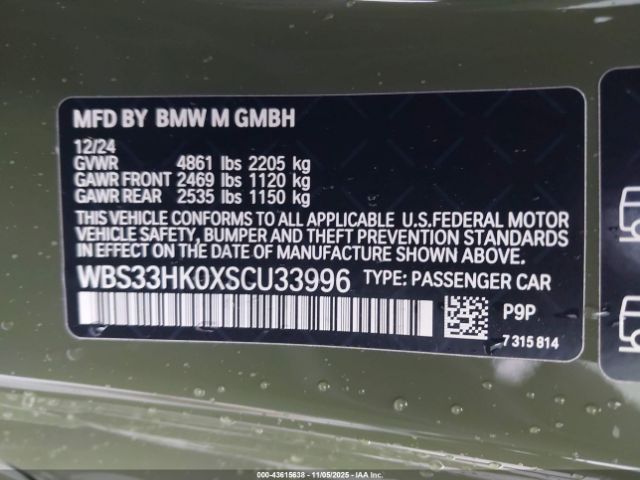 MFD BY BMW M GMBH
12/24
GVWR 4861 lbs 2205 kg
GAWR FRONT 2469 lbs 1120 kg
GAWR REAR 2535 lbs 1150 kg
THIS VEHICLE CONFORMS TO ALL APPLICABLE U.S.FEDERAL MOTOR
VEHICLE SAFETY, BUMPER AND THEFT PREVENTION STANDARDS
IN EFFECT ON THE DATE OF MANUFACTURE SHOWN ABOVE.
WBS33HK0XSCU33996 TYPE: PASSENGER CAR
P9P
7 315 814
000-43615638 - 11/05/2025 - IAAI.COM